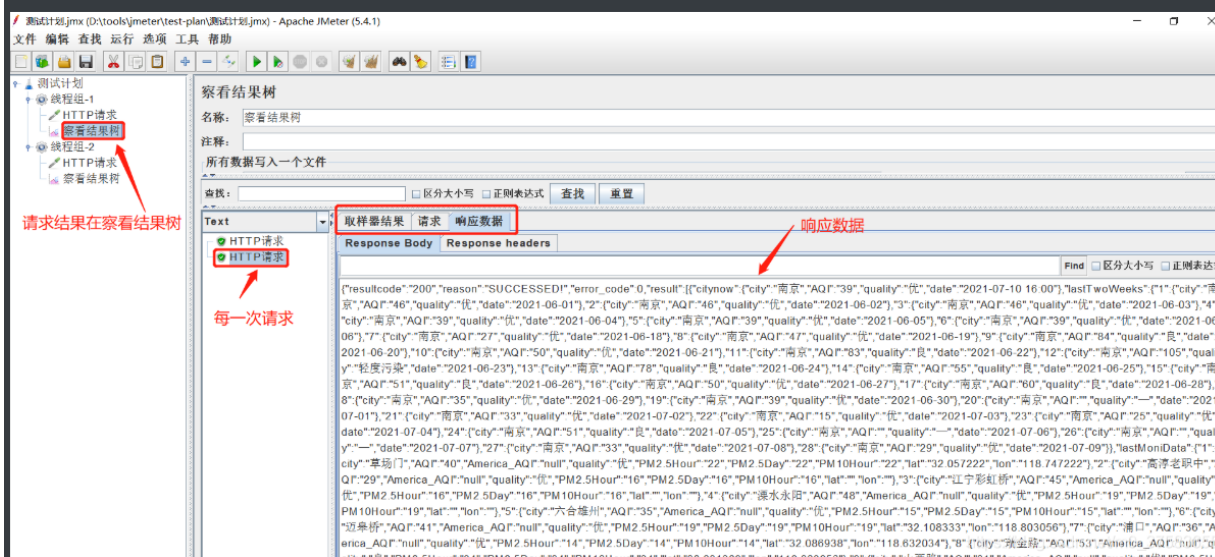 测试计划.jmx (D:\tools\jmeter\test-plan\测试计划.jmx) - Apache JMeter (5.4.1)
文件 编辑 查找 运行 选项 工具 帮助
测试计划
线程组-1
HTTP请求
察看结果树
线程组-2
HTTP请求
察看结果树
请求结果在察看结果树
察看结果树
名称: 察看结果树
注释:
所有数据写入一个文件
查找: 区分大小写 正则表达式 查找 重置
Text
HTTP请求
HTTP请求
每一次请求
取样器结果 请求 响应数据
响应数据
Response Body Response headers
Find 区分大小写 正则表达
{"resultcode":"200","reason":"SUCCESSED!","error_code":0,"result":[{"citynow":{"city":"南京","AQI":"39","quality":"优","date":"2021-07-10 16:00"},"lastTwoWeeks":{"1":{"city":"南
京","AQI":"46","quality":"优","date":"2021-06-01"},"2":{"city":"南京","AQI":"46","quality":"优","date":"2021-06-02"},"3":{"city":"南京","AQI":"46","quality":"优","date":"2021-06-03"},"4"
"city":"南京","AQI":"39","quality":"优","date":"2021-06-04"},"5":{"city":"南京","AQI":"39","quality":"优","date":"2021-06-05"},"6":{"city":"南京","AQI":"39","quality":"优","date":"2021-06
06"},"7":{"city":"南京","AQI":"27","quality":"优","date":"2021-06-18"},"8":{"city":"南京","AQI":"47","quality":"优","date":"2021-06-19"},"9":{"city":"南京","AQI":"84","quality":"良","date":
2021-06-20"},"10":{"city":"南京","AQI":"50","quality":"优","date":"2021-06-21"},"11":{"city":"南京","AQI":"83","quality":"良","date":"2021-06-22"},"12":{"city":"南京","AQI":"105","quali
y":"轻度污染","date":"2021-06-23"},"13":{"city":"南京","AQI":"78","quality":"良","date":"2021-06-24"},"14":{"city":"南京","AQI":"55","quality":"良","date":"2021-06-25"},"15":{"city":"南
京","AQI":"51","quality":"良","date":"2021-06-26"},"16":{"city":"南京","AQI":"50","quality":"优","date":"2021-06-27"},"17":{"city":"南京","AQI":"60","quality":"良","date":"2021-06-28"},
8":{"city":"南京","AQI":"35","quality":"优","date":"2021-06-29"},"19":{"city":"南京","AQI":"39","quality":"优","date":"2021-06-30"},"20":{"city":"南京","AQI":"","quality":"—","date":"2021
07-01"},"21":{"city":"南京","AQI":"33","quality":"优","date":"2021-07-02"},"22":{"city":"南京","AQI":"15","quality":"优","date":"2021-07-03"},"23":{"city":"南京","AQI":"25","quality":"优"
date":"2021-07-04"},"24":{"city":"南京","AQI":"51","quality":"良","date":"2021-07-05"},"25":{"city":"南京","AQI":"","quality":"—","date":"2021-07-06"},"26":{"city":"南京","AQI":"","qual
y":"—","date":"2021-07-07"},"27":{"city":"南京","AQI":"33","quality":"优","date":"2021-07-08"},"28":{"city":"南京","AQI":"29","quality":"优","date":"2021-07-09"}},"lastMoniData":{"1":
city":"草场门","AQI":"40","America_AQI":"null","quality":"优","PM2.5Hour":"22","PM2.5Day":"22","PM10Hour":"22","lat":"32.057222","lon":"118.747222"},"2":{"city":"高淳老职中","
QI":"29","America_AQI":"null","quality":"优","PM2.5Hour":"16","PM2.5Day":"16","PM10Hour":"16","lat":"","lon":""},"3":{"city":"江宁彩虹桥","AQI":"45","America_AQI":"null","quality"
优","PM2.5Hour":"16","PM2.5Day":"16","PM10Hour":"16","lat":"","lon":""},"4":{"city":"溧水永阳","AQI":"48","America_AQI":"null","quality":"优","PM2.5Hour":"19","PM2.5Day":"19",
PM10Hour":"19","lat":"","lon":""},"5":{"city":"六合雄州","AQI":"35","America_AQI":"null","quality":"优","PM2.5Hour":"15","PM2.5Day":"15","PM10Hour":"15","lat":"","lon":""},"6":{"city
"迈皋桥","AQI":"41","America_AQI":"null","quality":"优","PM2.5Hour":"19","PM2.5Day":"19","PM10Hour":"19","lat":"32.108333","lon":"118.803056"},"7":{"city":"浦口","AQI":"36","A
erica_AQI":"null","quality":"优","PM2.5Hour":"14","PM2.5Day":"14","PM10Hour":"14","lat":"32.086938","lon":"118.632034"},"8":{"city":"瑞金路","AQI":"53","America_AQI":"null","q